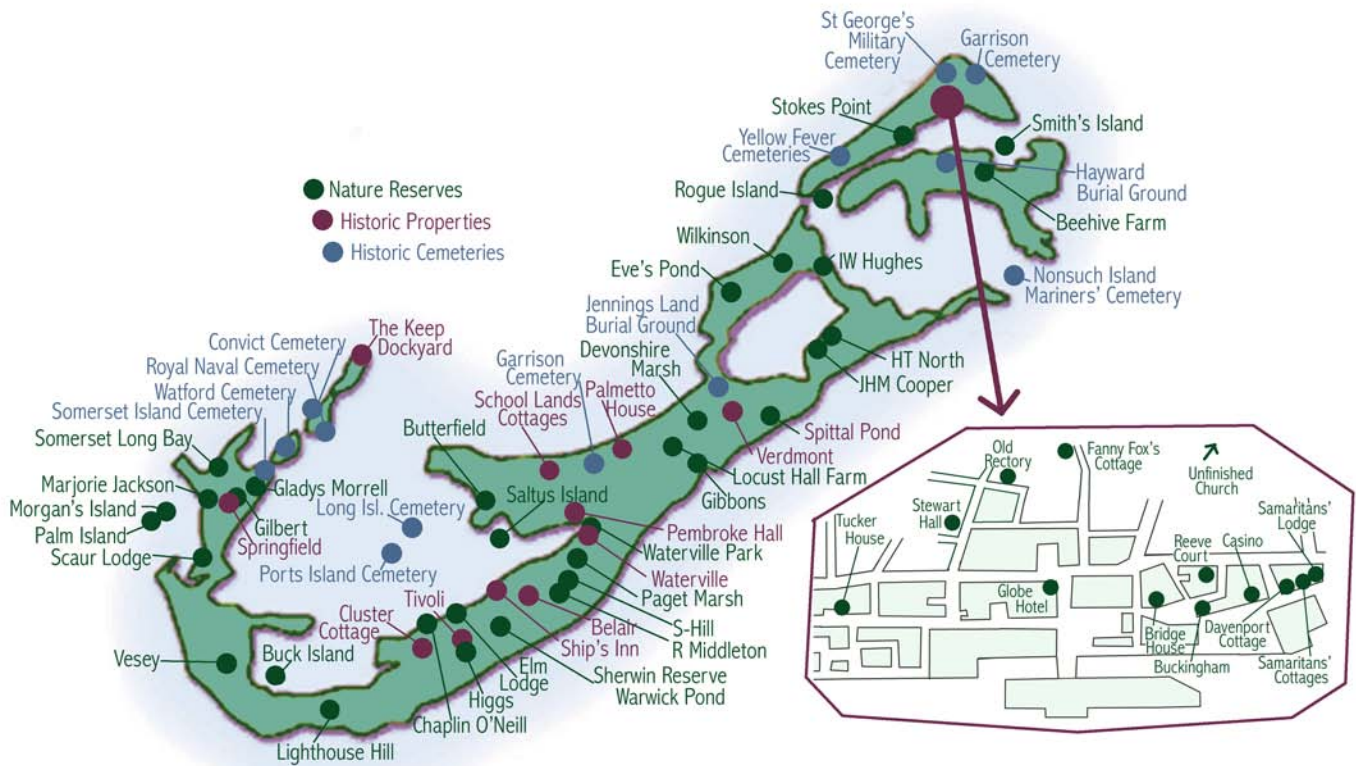 St George's
Military
Cemetery
Garrison
Cemetery
Stokes Point
Smith's Island
Yellow Fever
Cemeteries
Hayward
Burial Ground
Rogue Island
Beehive Farm
Nature Reserves
Historic Properties
Historic Cemeteries
Wilkinson
IW Hughes
Eve's Pond
Nonsuch Island
Mariners' Cemetery
Jennings Land
Burial Ground
The Keep
Dockyard
Convict Cemetery
Royal Naval Cemetery
Watford Cemetery
Somerset Island Cemetery
Somerset Long Bay
Garrison
Cemetery
Devonshire
Marsh
HT North
JHM Cooper
School Lands
Cottages
Palmetto
House
Butterfield
Spittal Pond
Verdmont
Locust Hall Farm
Gibbons
Marjorie Jackson
Morgan's Island
Palm Island
Scaur Lodge
Gladys Morrell
Gilbert
Springfield
Long Isl. Cemetery
Ports Island Cemetery
Saltus Island
Pembroke Hall
Waterville Park
Waterville
Paget Marsh
S-Hill
R Middleton
Cluster
Cottage
Tivoli
Belair
Ship's Inn
Sherwin Reserve
Warwick Pond
Elm
Lodge
Higgs
Chaplin O'Neill
Vesey
Buck Island
Lighthouse Hill
Old
Rectory
Fanny Fox's
Cottage
Unfinished
Church
Stewart
Hall
Tucker
House
Samaritans'
Lodge
Reeve
Court
Casino
Globe
Hotel
Bridge
House
Buckingham
Davenport
Cottage
Samaritans'
Cottages